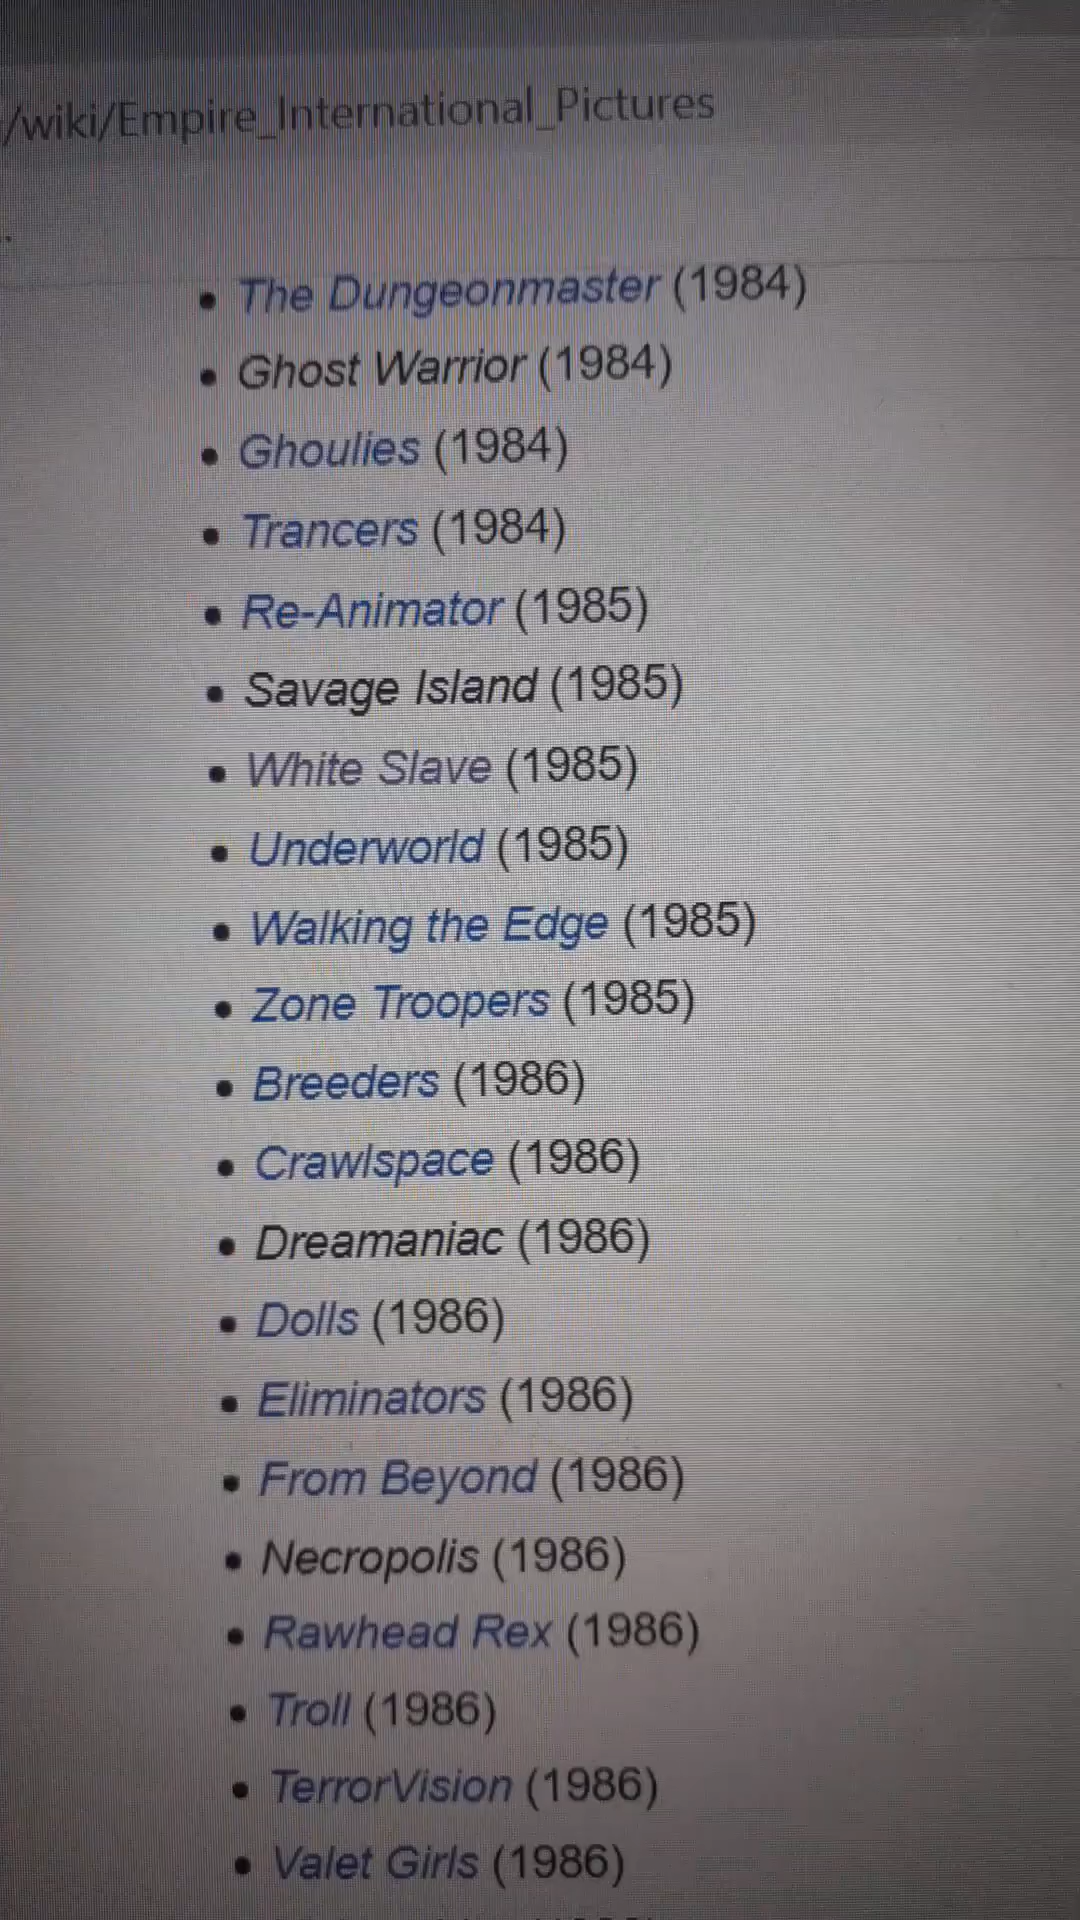 /wiki/Empire_International_Pictures
The Dungeonmaster (1984)
Ghost Warrior (1984)
Ghoulies (1984)
Trancers (1984)
Re-Animator (1985)
Savage Island (1985)
White Slave (1985)
Underworld (1985)
Walking the Edge (1985)
Zone Troopers (1985)
Breeders (1986)
Crawlspace (1986)
Dreamaniac (1986)
Dolls (1986)
Eliminators (1986)
From Beyond (1986)
Necropolis (1986)
Rawhead Rex (1986)
Troll (1986)
TerrorVision (1986)
Valet Girls (1986)